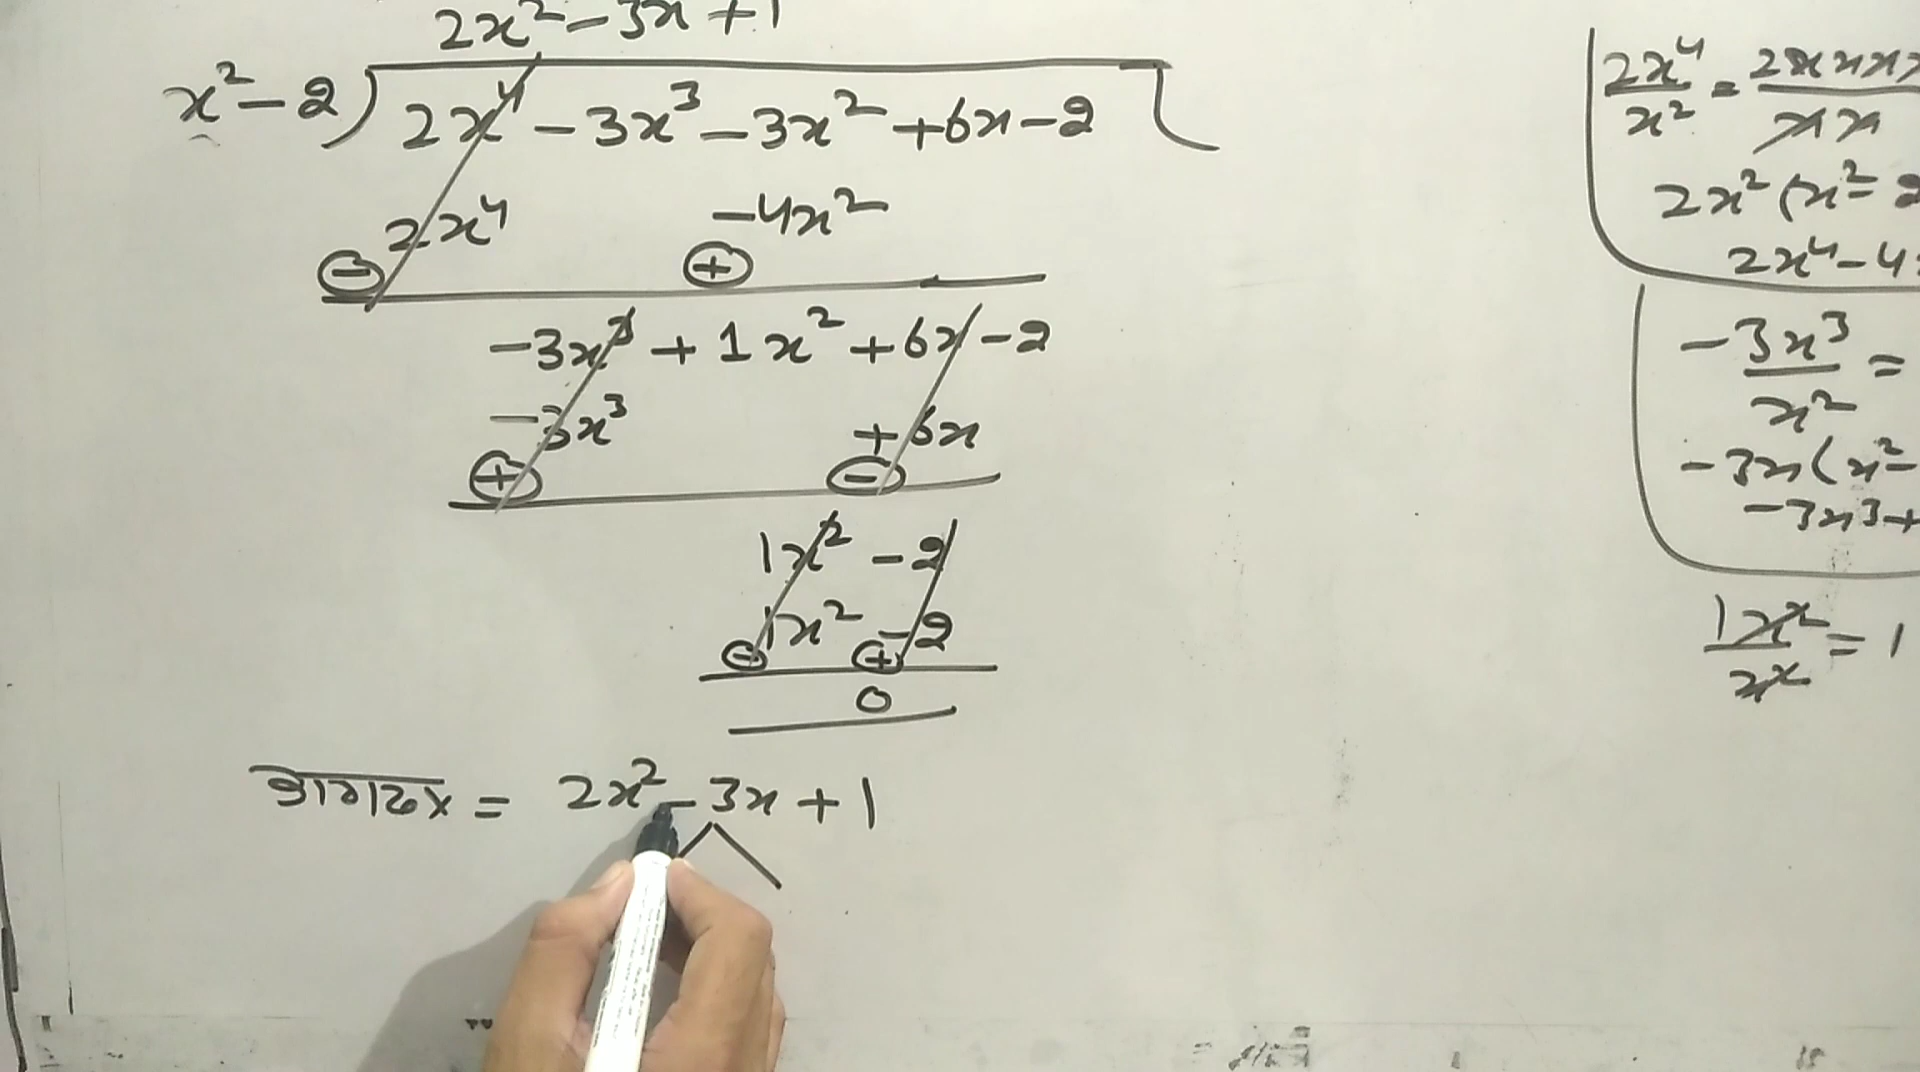 2x² - 3x + 1
x² - 2 ) 2x⁴ - 3x³ - 3x² + 6x - 2 (
2x⁴ - 4x²
⊖ ⊕
-3x³ + 1x² + 6x - 2
-3x³ + 6x
⊕ ⊖
1x² - 2
1x² - 2
⊖ ⊕
0
= 2x² - 3x + 1
2x⁴/x² =
2x² (x² - 2
2x⁴ - 4
-3x³/x² =
-3x (x² -
-3x³ +
1x²/x² = 1